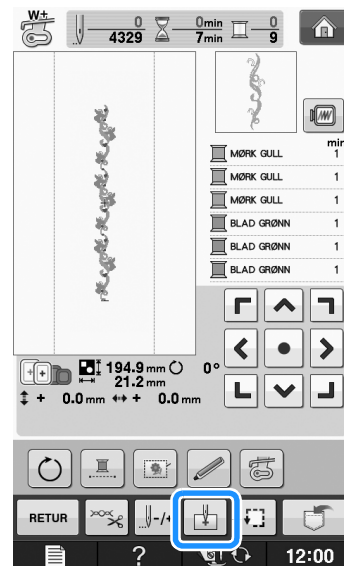 W+
0 0min 0
4329 7min 9
min
MØRK GULL 1
MØRK GULL 1
MØRK GULL 1
BLAD GRØNN 1
BLAD GRØNN 1
BLAD GRØNN 1
194.9 mm 0°
21.2 mm
+ 0.0 mm + 0.0 mm
RETUR -/+
? 12:00